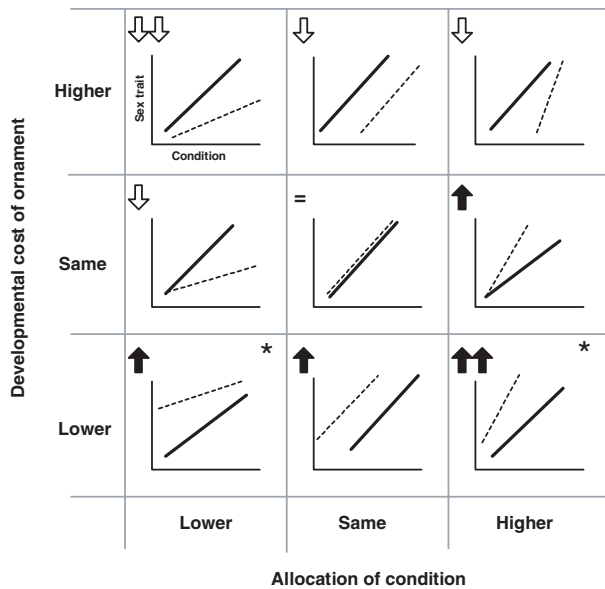 Developmental cost of ornament
Higher
Sex trait
Condition
Same
=
Lower
*
*
Lower
Same
Higher
Allocation of condition